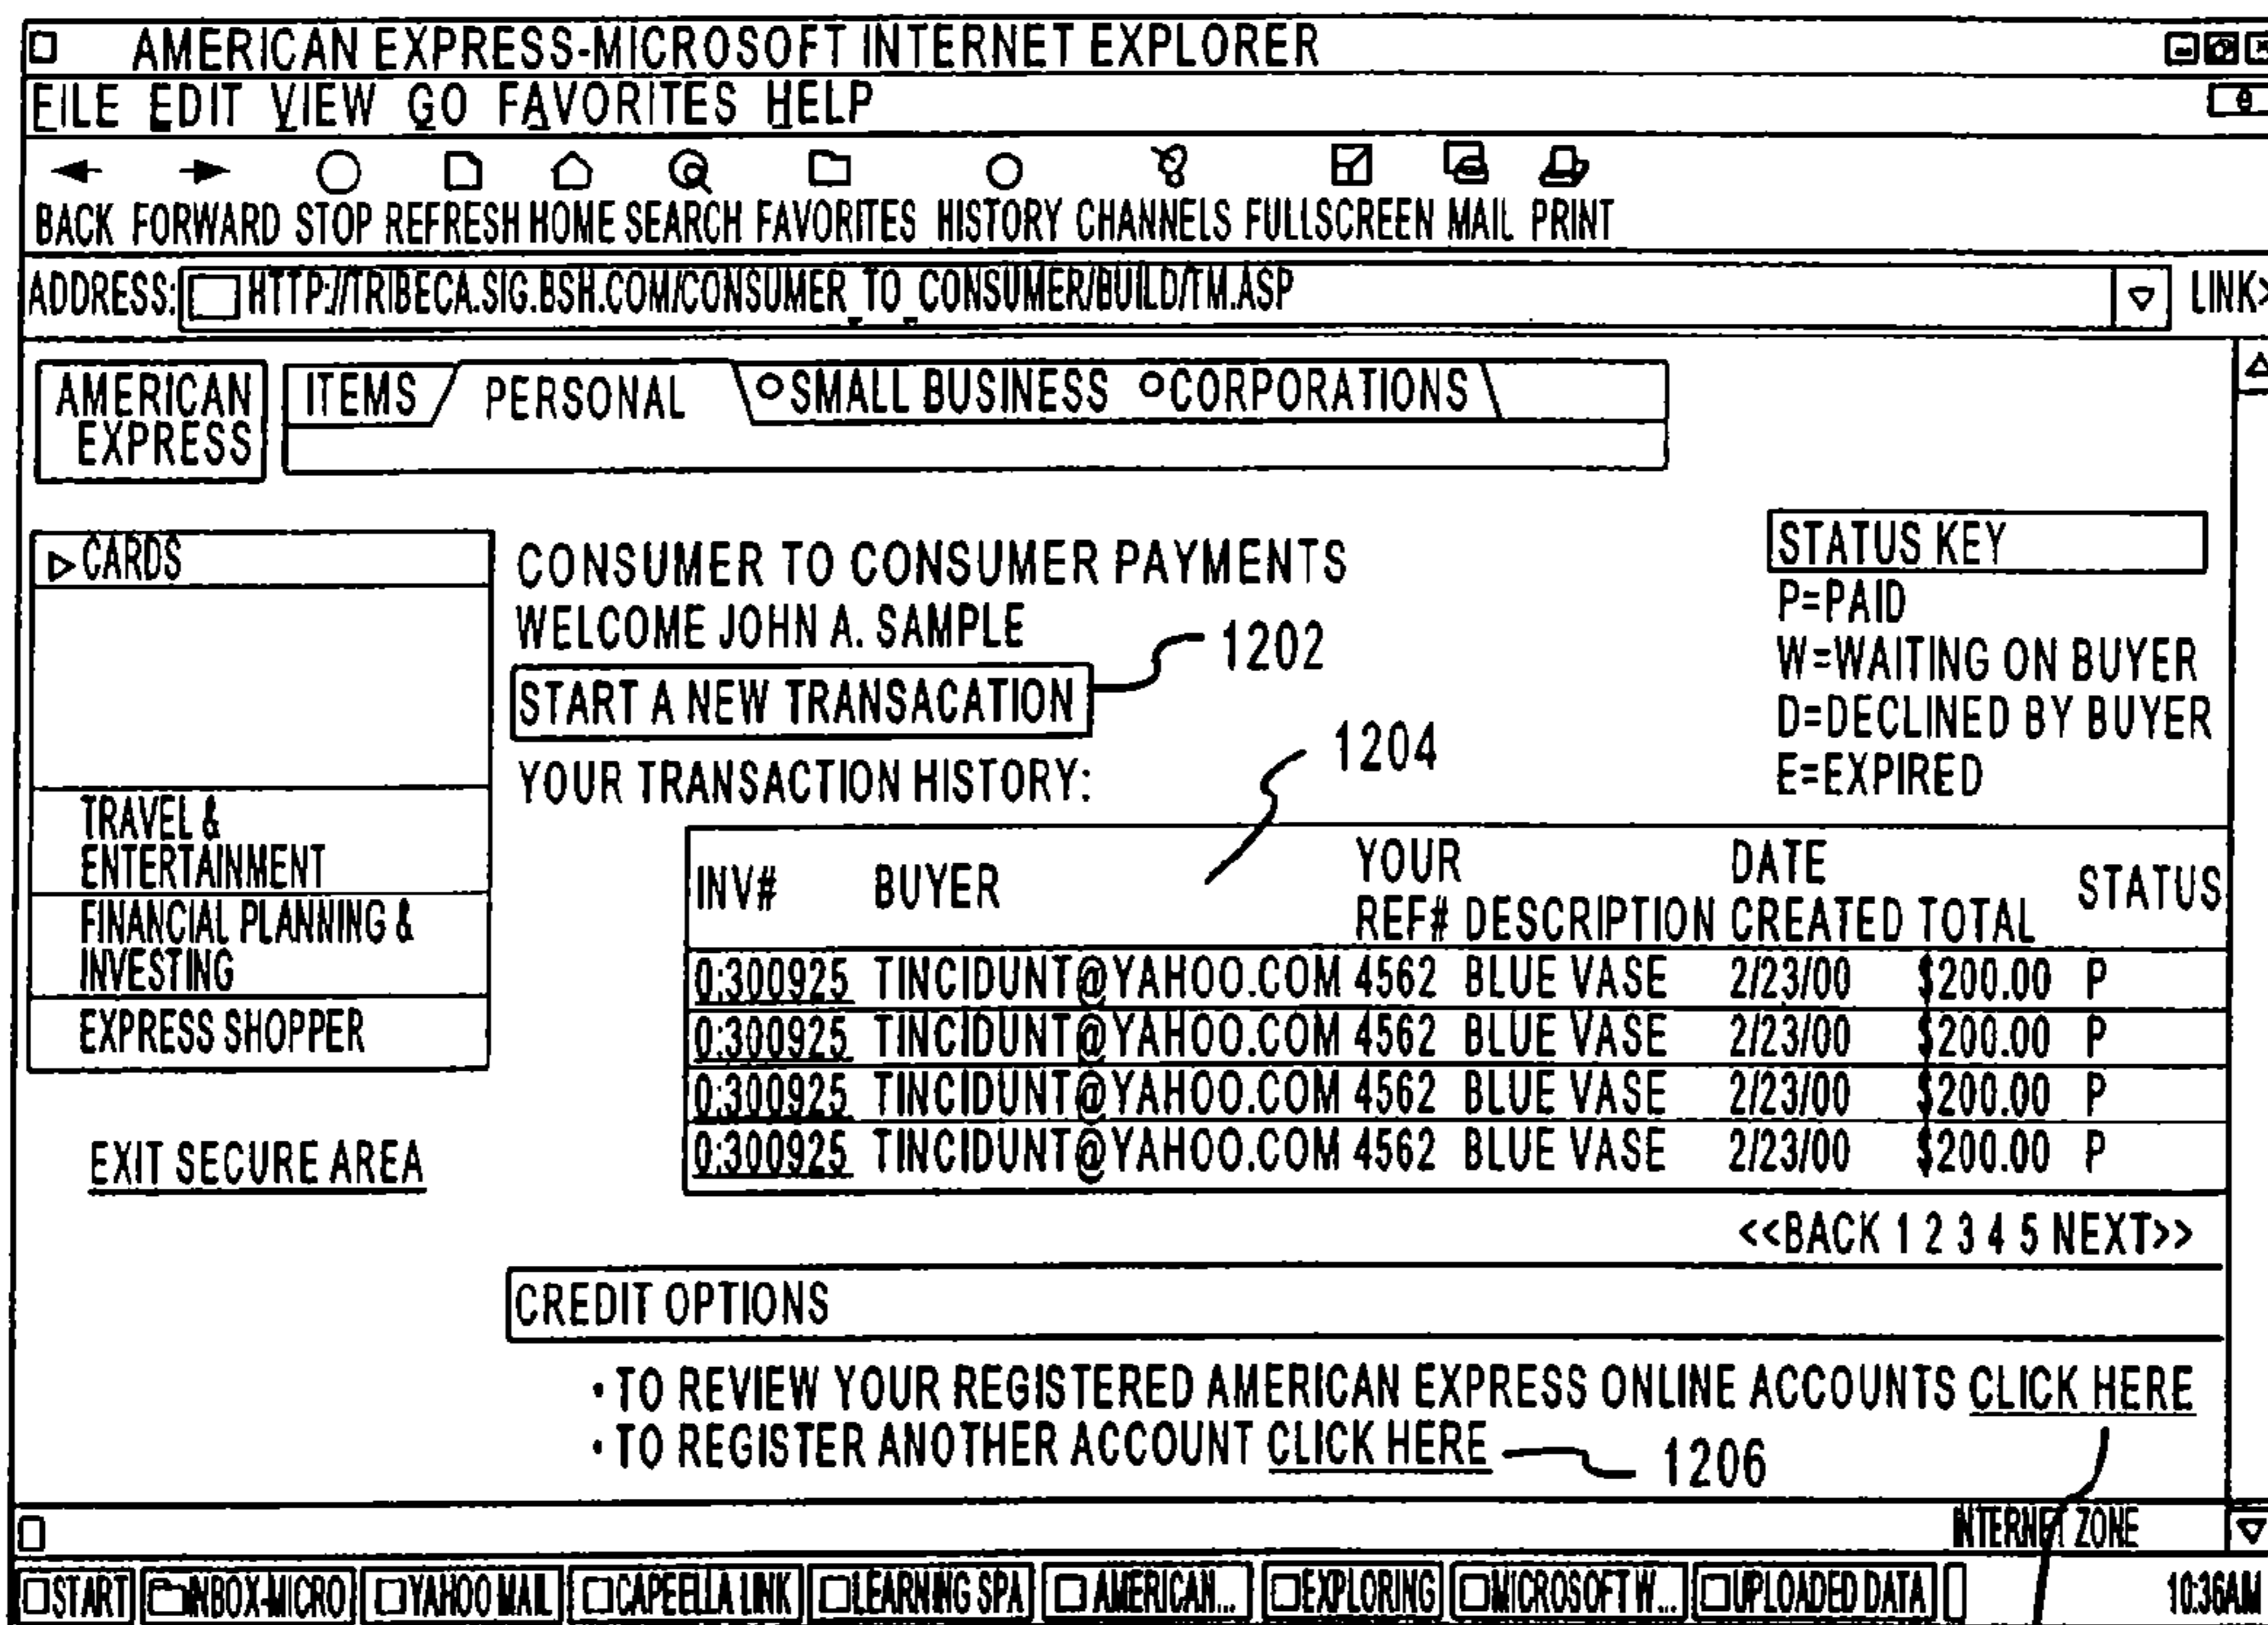 AMERICAN EXPRESS-MICROSOFT INTERNET EXPLORER
FILE EDIT VIEW GO FAVORITES HELP
BACK FORWARD STOP REFRESH HOME SEARCH FAVORITES HISTORY CHANNELS FULLSCREEN MAIL PRINT
ADDRESS: HTTP://TRIBECA.SIG.BSH.COM/CONSUMER_TO_CONSUMER/BUILD/TM.ASP LINK>
AMERICAN EXPRESS
ITEMS PERSONAL SMALL BUSINESS CORPORATIONS
CARDS
TRAVEL &
ENTERTAINMENT
FINANCIAL PLANNING &
INVESTING
EXPRESS SHOPPER
EXIT SECURE AREA
CONSUMER TO CONSUMER PAYMENTS
WELCOME JOHN A. SAMPLE
START A NEW TRANSACATION
1202
YOUR TRANSACTION HISTORY:
1204
STATUS KEY
P=PAID
W=WAITING ON BUYER
D=DECLINED BY BUYER
E=EXPIRED
INV# BUYER YOUR REF# DESCRIPTION DATE CREATED TOTAL STATUS
0:300925 TINCIDUNT@YAHOO.COM 4562 BLUE VASE 2/23/00 $200.00 P
0:300925 TINCIDUNT@YAHOO.COM 4562 BLUE VASE 2/23/00 $200.00 P
0:300925 TINCIDUNT@YAHOO.COM 4562 BLUE VASE 2/23/00 $200.00 P
0:300925 TINCIDUNT@YAHOO.COM 4562 BLUE VASE 2/23/00 $200.00 P
<<BACK 1 2 3 4 5 NEXT>>
CREDIT OPTIONS
• TO REVIEW YOUR REGISTERED AMERICAN EXPRESS ONLINE ACCOUNTS CLICK HERE
• TO REGISTER ANOTHER ACCOUNT CLICK HERE 1206
INTERNET ZONE
START INBOX-MICRO YAHOO MAIL CAPEELLA LINK LEARNING SPA AMERICAN... EXPLORING MICROSOFT W... UPLOADED DATA 10:36AM